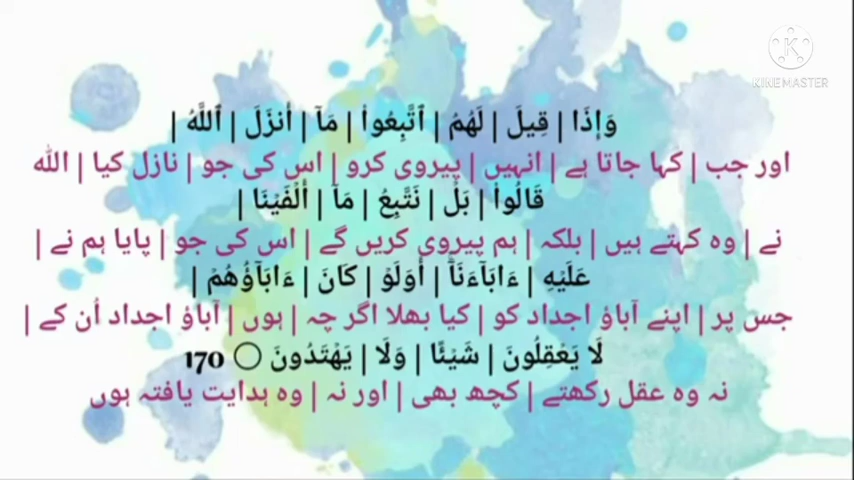 KINEMASTER
وَإِذَا | قِيلَ | لَهُمُ | ٱتَّبِعُوا۟ | مَآ | أَنزَلَ | ٱللَّهُ |
اور جب | کہا جاتا ہے | انہیں | پیروی کرو | اس کی جو | نازل کیا | اللہ
قَالُوا۟ | بَلْ | نَتَّبِعُ | مَآ | أَلْفَيْنَا |
نے | وہ کہتے ہیں | بلکہ | ہم پیروی کریں گے | اس کی جو | پایا ہم نے |
عَلَيْهِ | ءَابَآءَنَآ | أَوَلَوْ | كَانَ | ءَابَآؤُهُمْ |
جس پر | اپنے آباؤ اجداد کو | کیا بھلا اگر چہ | ہوں | آباؤ اجداد اُن کے |
لَا يَعْقِلُونَ | شَيْـًٔا | وَلَا | يَهْتَدُونَ ○ 170
نہ وہ عقل رکھتے | کچھ بھی | اور نہ | وہ ہدایت یافتہ ہوں